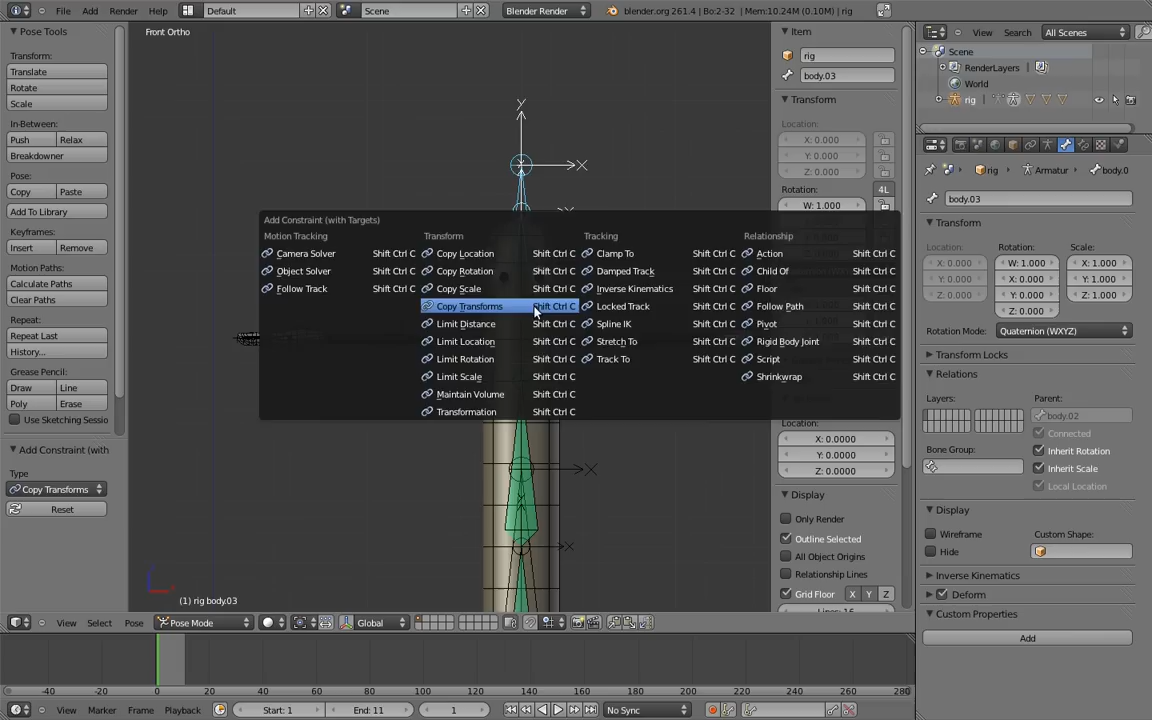 File Add Render Help Default Scene Blender Render blender.org 261.4 | Bo:2-32 | Mem:10.24M (0.10M) | rig
View Search All Scenes
Pose Tools
Transform:
Translate
Rotate
Scale
In-Between:
Push Relax
Breakdowner
Pose:
Copy Paste
Add To Library
Keyframes:
Insert Remove
Motion Paths:
Calculate Paths
Clear Paths
Repeat:
Repeat Last
History...
Grease Pencil:
Draw Line
Poly Erase
Use Sketching Sessio
Add Constraint (with
Type
Copy Transforms
Reset
Front Ortho
Y
X
X
X
(1) rig body.03
Add Constraint (with Targets)
Motion Tracking
Camera Solver Shift Ctrl C
Object Solver Shift Ctrl C
Follow Track Shift Ctrl C
Transform
Copy Location Shift Ctrl C
Copy Rotation Shift Ctrl C
Copy Scale Shift Ctrl C
Copy Transforms Shift Ctrl C
Limit Distance Shift Ctrl C
Limit Location Shift Ctrl C
Limit Rotation Shift Ctrl C
Limit Scale Shift Ctrl C
Maintain Volume Shift Ctrl C
Transformation Shift Ctrl C
Tracking
Clamp To Shift Ctrl C
Damped Track Shift Ctrl C
Inverse Kinematics Shift Ctrl C
Locked Track Shift Ctrl C
Spline IK Shift Ctrl C
Stretch To Shift Ctrl C
Track To Shift Ctrl C
Relationship
Action Shift Ctrl C
Child Of Shift Ctrl C
Floor Shift Ctrl C
Follow Path Shift Ctrl C
Pivot Shift Ctrl C
Rigid Body Joint Shift Ctrl C
Script Shift Ctrl C
Shrinkwrap Shift Ctrl C
Item
rig
body.03
Transform
Location:
X: 0.000
Y: 0.000
Z: 0.000
Rotation: 4L
W: 1.000
Location:
X: 0.0000
Y: 0.0000
Z: 0.0000
Display
Only Render
Outline Selected
All Object Origins
Relationship Lines
Grid Floor X Y Z
Lines: 16
Scene
RenderLayers
World
rig
rig Armatur body.0
body.03
Transform
Location: Rotation: Scale:
X: 0.000 W: 1.000 X: 1.000
Y: 0.000 X: 0.000 Y: 1.000
Z: 0.000 Y: 0.000 Z: 1.000
Z: 0.000
Rotation Mode: Quaternion (WXYZ)
Transform Locks
Relations
Layers: Parent:
body.02
Connected
Bone Group: Inherit Rotation
Inherit Scale
Local Location
Display
Wireframe Custom Shape:
Hide
Inverse Kinematics
Deform
Custom Properties
Add
View Select Pose Pose Mode Global
-40 -20 0 20 40 60 80 100 120 140 160 180 200 220 240 260 280
View Marker Frame Playback Start: 1 End: 11 1 No Sync